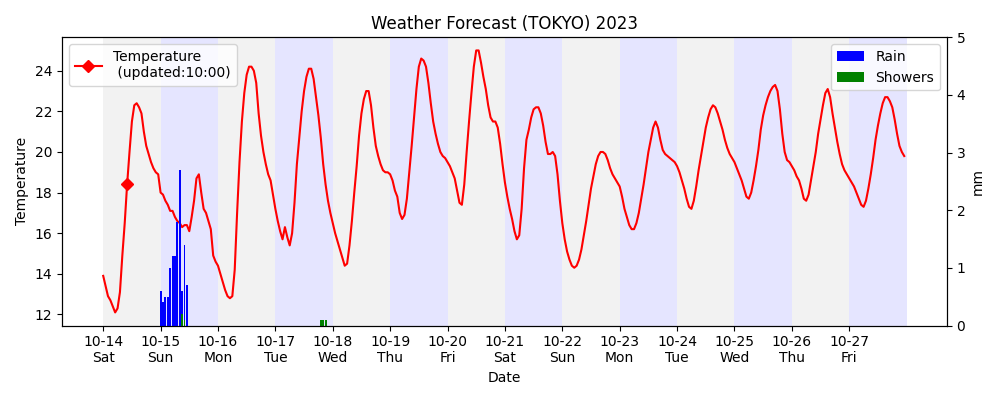 Weather Forecast (TOKYO) 2023
Temperature
(updated:10:00)
Rain
Showers
Temperature
24
22
20
18
16
14
12
5
4
3
2
1
0
mm
10-14 10-15 10-16 10-17 10-18 10-19 10-20 10-21 10-22 10-23 10-24 10-25 10-26 10-27
Sat Sun Mon Tue Wed Thu Fri Sat Sun Mon Tue Wed Thu Fri
Date